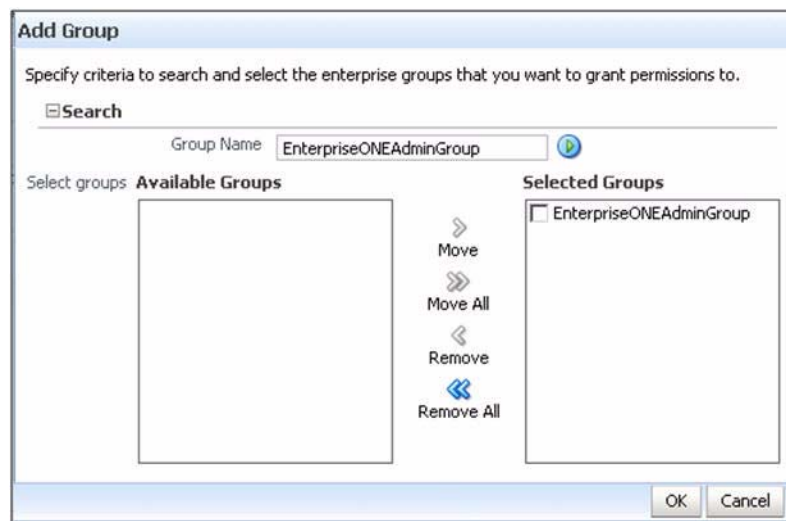 Add Group
Specify criteria to search and select the enterprise groups that you want to grant permissions to.
Search
Group Name EnterpriseONEAdminGroup
Select groups Available Groups Selected Groups
EnterpriseONEAdminGroup
Move
Move All
Remove
Remove All
OK Cancel